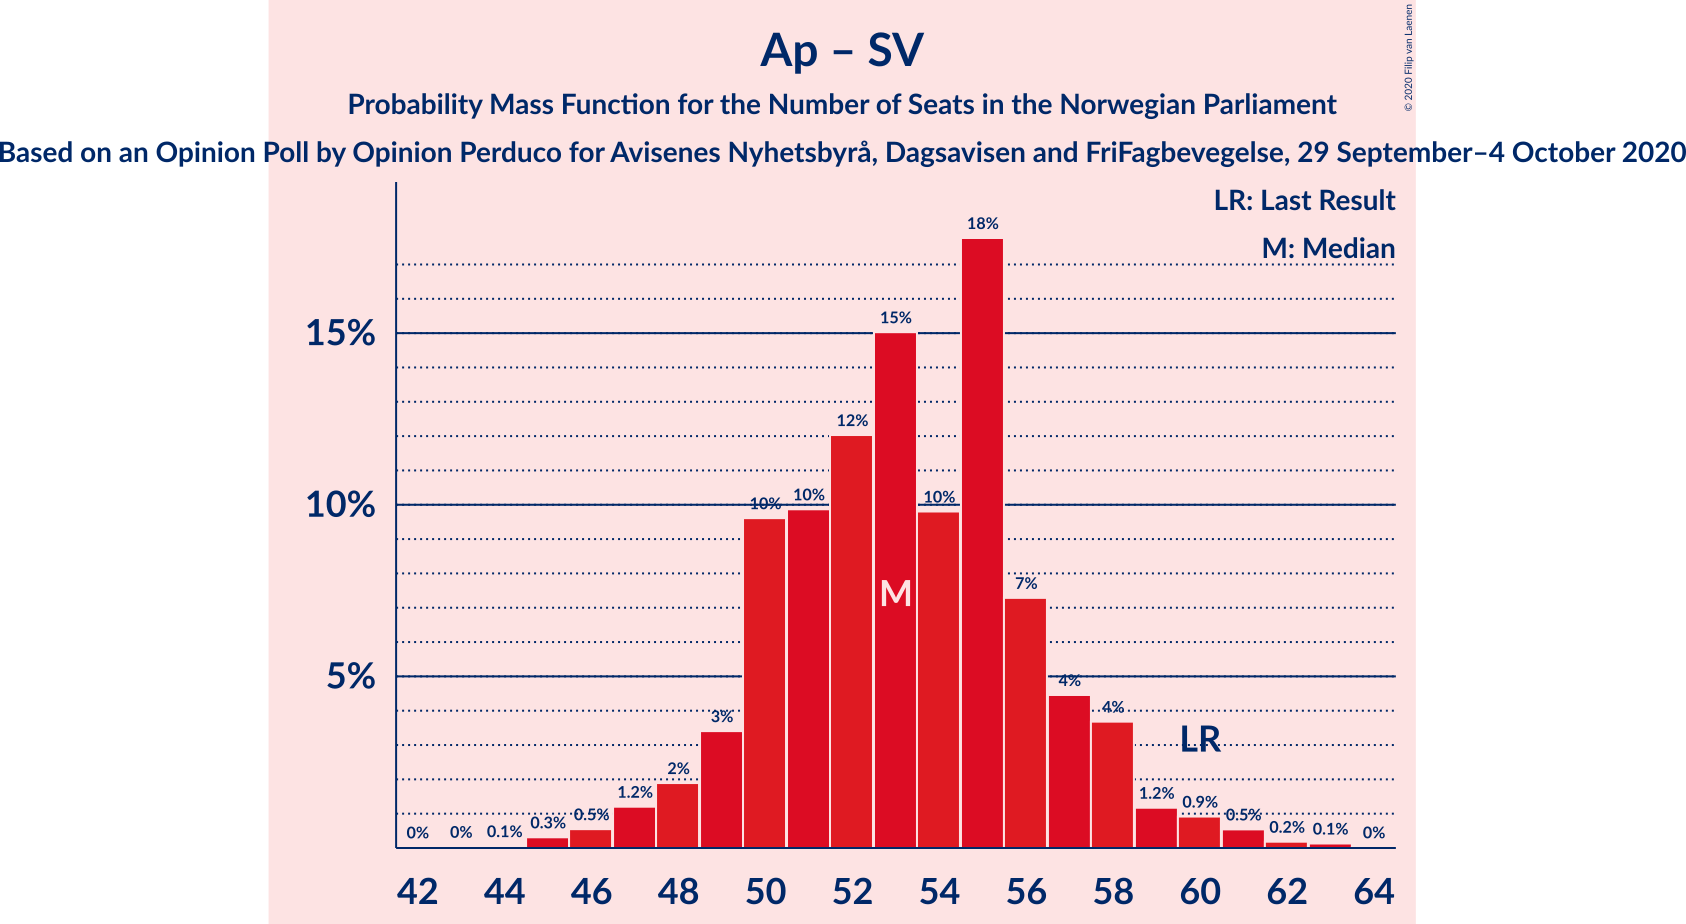 Ap – SV
Probability Mass Function for the Number of Seats in the Norwegian Parliament
Based on an Opinion Poll by Opinion Perduco for Avisenes Nyhetsbyrå, Dagsavisen and FriFagbevegelse, 29 September–4 October 2020
© 2020 Filip van Laenen
LR: Last Result
M: Median
15%
10%
5%
0% 0% 0.1% 0.3% 0.5% 1.2% 2% 3% 10% 10% 12% 15% 10% 18% 7% 4% 4% 1.2% 0.9% 0.5% 0.2% 0.1% 0%
M
LR
42 44 46 48 50 52 54 56 58 60 62 64